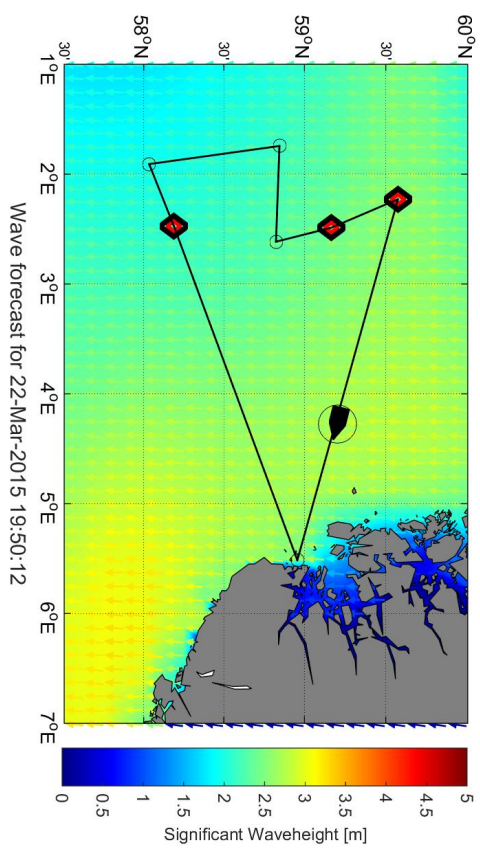 30'
58°N
30'
59°N
30'
60°N
1°E
2°E
3°E
4°E
5°E
6°E
7°E
Wave forecast for 22-Mar-2015 19:50:12
0
0.5
1
1.5
2
2.5
3
3.5
4
4.5
5
Significant Waveheight [m]